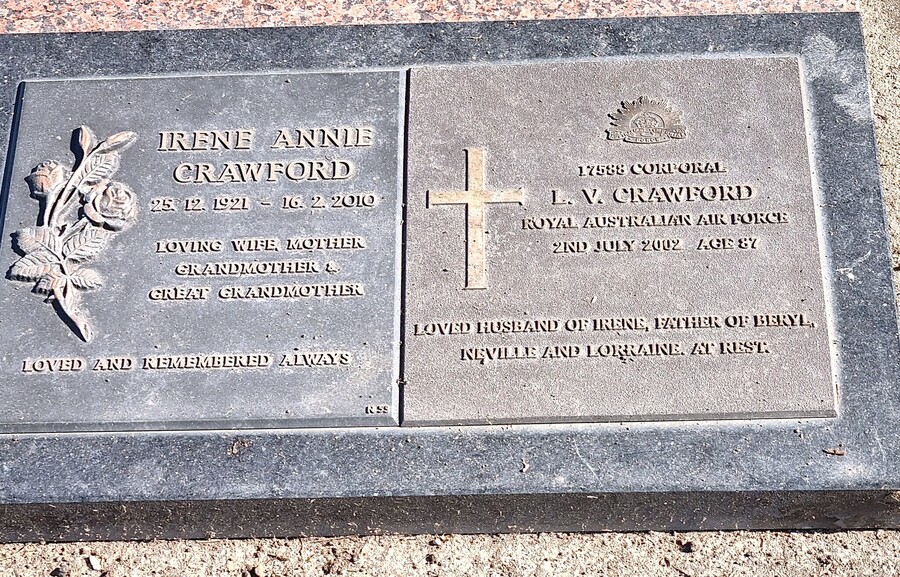 IRENE ANNIE
CRAWFORD
25. 12. 1921 - 16. 2. 2010
LOVING WIFE, MOTHER
GRANDMOTHER &
GREAT GRANDMOTHER
LOVED AND REMEMBERED ALWAYS
N 59
17588 CORPORAL
L. V. CRAWFORD
ROYAL AUSTRALIAN AIR FORCE
2ND JULY 2002 AGE 87
LOVED HUSBAND OF IRENE, FATHER OF BERYL,
NEVILLE AND LORRAINE. AT REST.